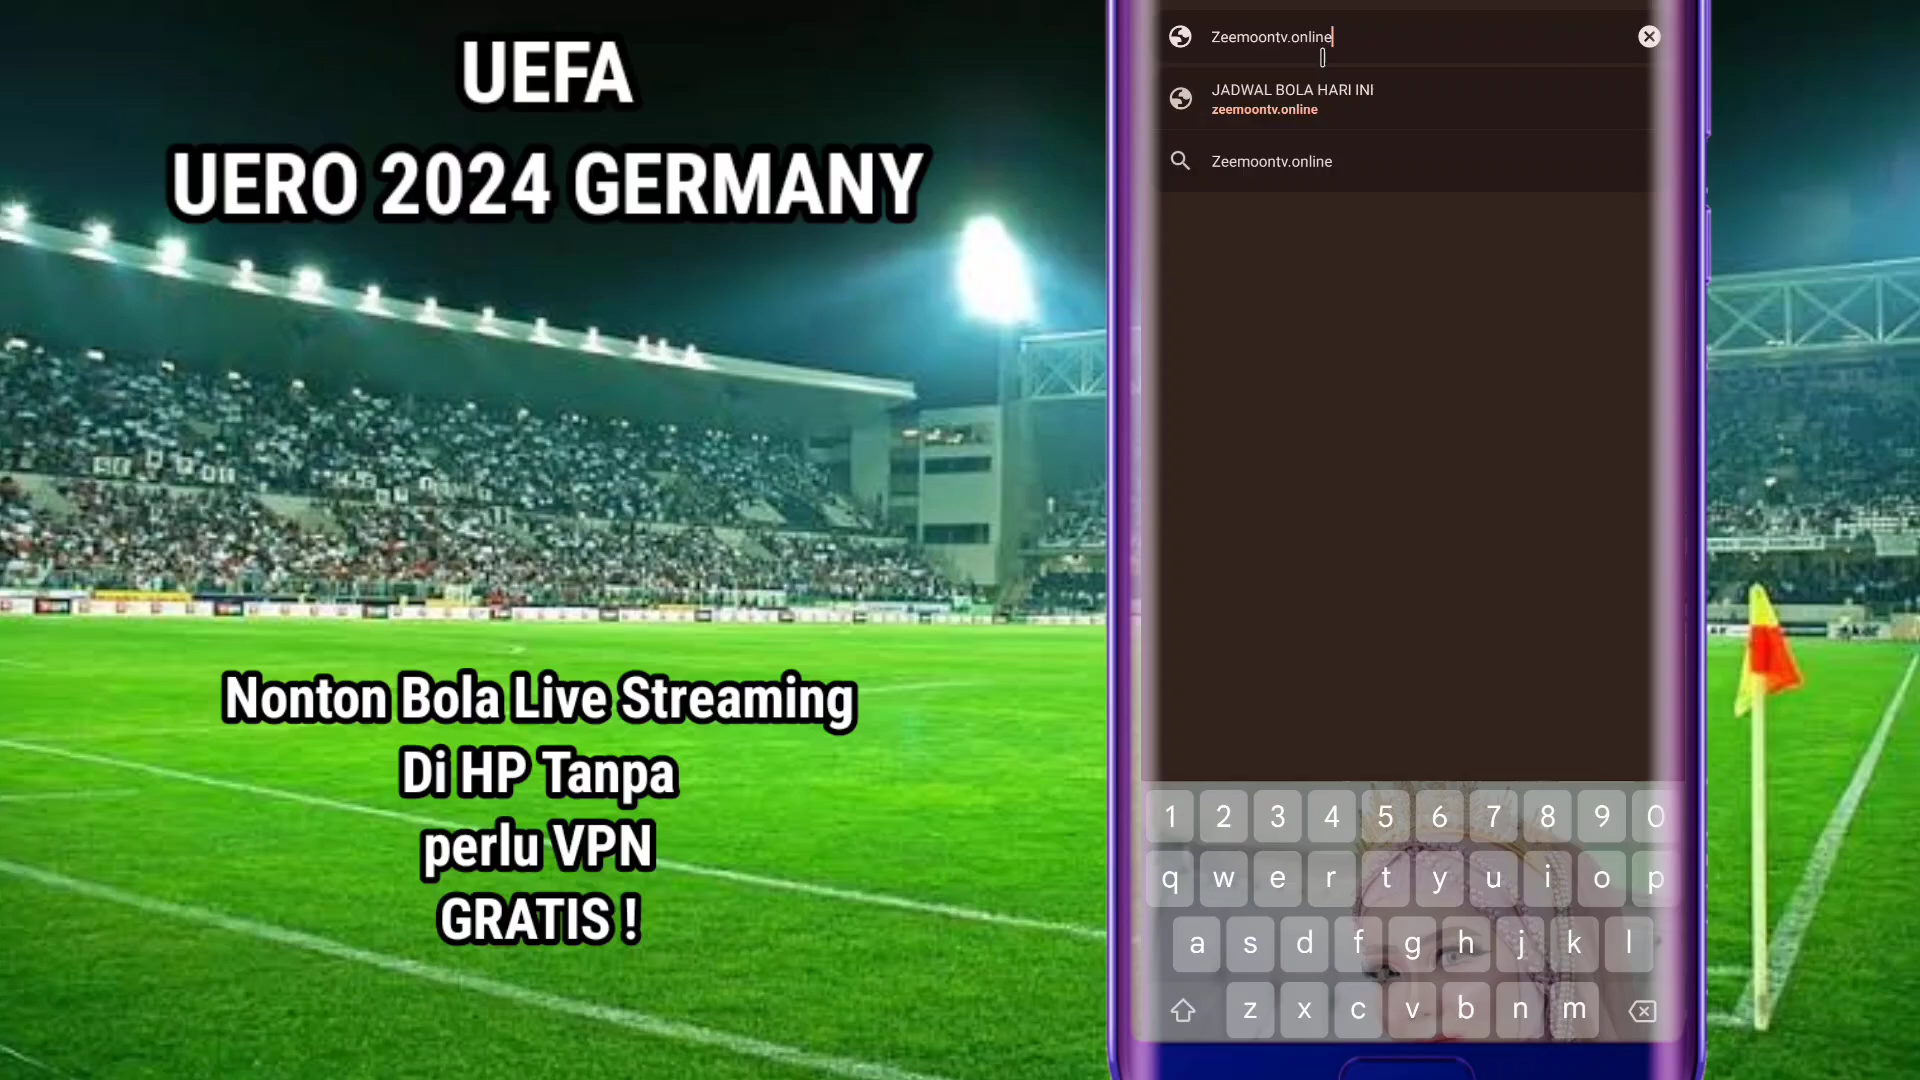 UEFA
UERO 2024 GERMANY
Nonton Bola Live Streaming
Di HP Tanpa
perlu VPN
GRATIS !
Zeemoontv.online
JADWAL BOLA HARI INI
zeemoontv.online
Zeemoontv.online
1 2 3 4 5 6 7 8 9 0
q w e r t y u i o p
a s d f g h j k l
z x c v b n m